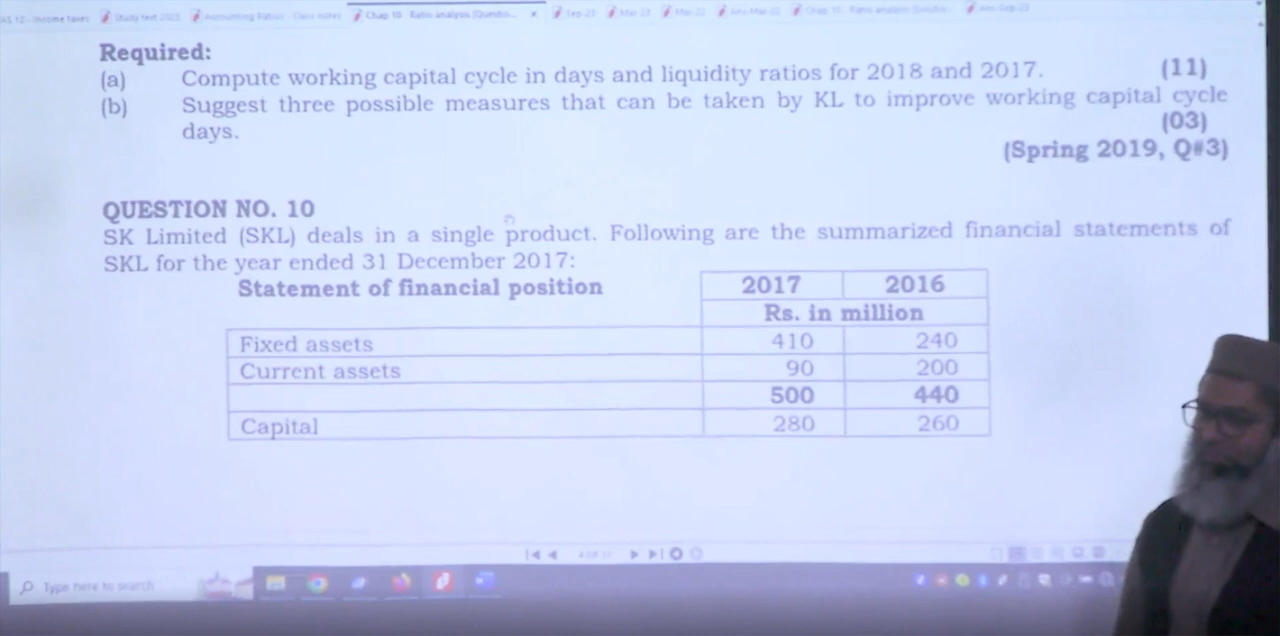 Required:
(a) Compute working capital cycle in days and liquidity ratios for 2018 and 2017. (11)
(b) Suggest three possible measures that can be taken by KL to improve working capital cycle
days. (03)
(Spring 2019, Q#3)
QUESTION NO. 10
SK Limited (SKL) deals in a single product. Following are the summarized financial statements of
SKL for the year ended 31 December 2017:
Statement of financial position 2017 2016
Rs. in million
Fixed assets 410 240
Current assets 90 200
500 440
Capital 280 260
Type here to search